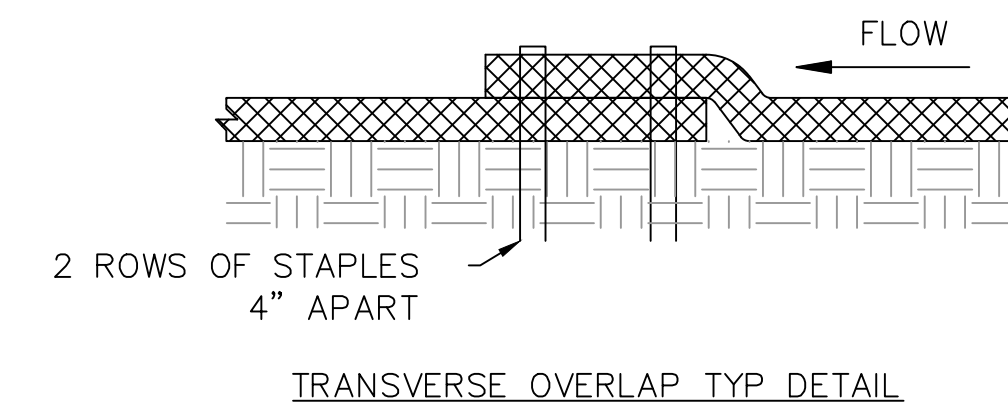 FLOW
2 ROWS OF STAPLES
4” APART
TRANSVERSE OVERLAP TYP DETAIL